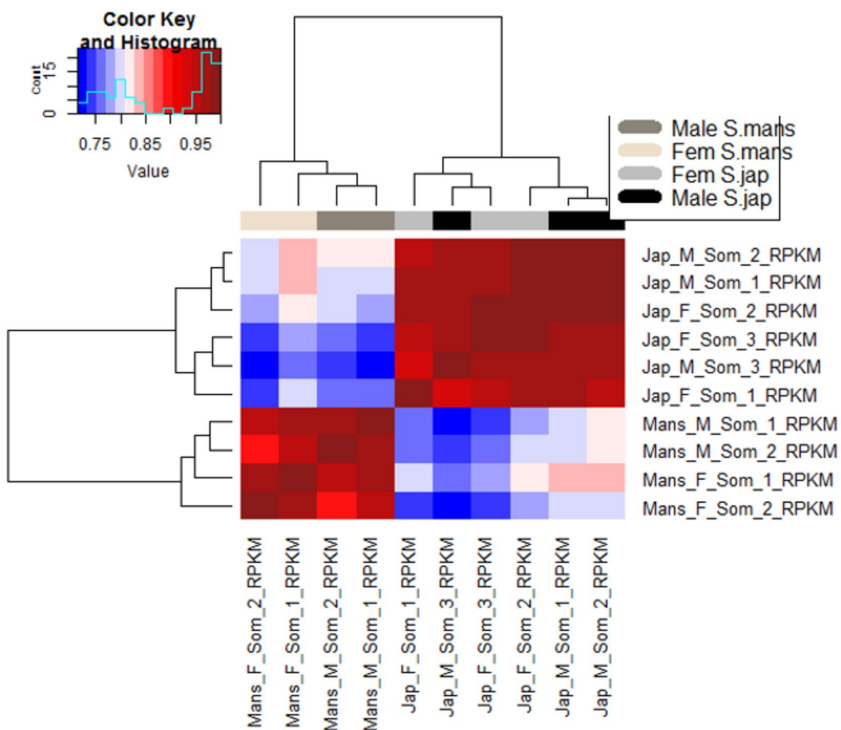 Color Key
and Histogram
Count
0
15
0.75 0.85 0.95
Value
Male S.mans
Fem S.mans
Fem S.jap
Male S.jap
Jap_M_Som_2_RPKM
Jap_M_Som_1_RPKM
Jap_F_Som_2_RPKM
Jap_F_Som_3_RPKM
Jap_M_Som_3_RPKM
Jap_F_Som_1_RPKM
Mans_M_Som_1_RPKM
Mans_M_Som_2_RPKM
Mans_F_Som_1_RPKM
Mans_F_Som_2_RPKM
Mans_F_Som_2_RPKM
Mans_F_Som_1_RPKM
Mans_M_Som_2_RPKM
Mans_M_Som_1_RPKM
Jap_F_Som_1_RPKM
Jap_M_Som_3_RPKM
Jap_F_Som_3_RPKM
Jap_F_Som_2_RPKM
Jap_M_Som_1_RPKM
Jap_M_Som_2_RPKM